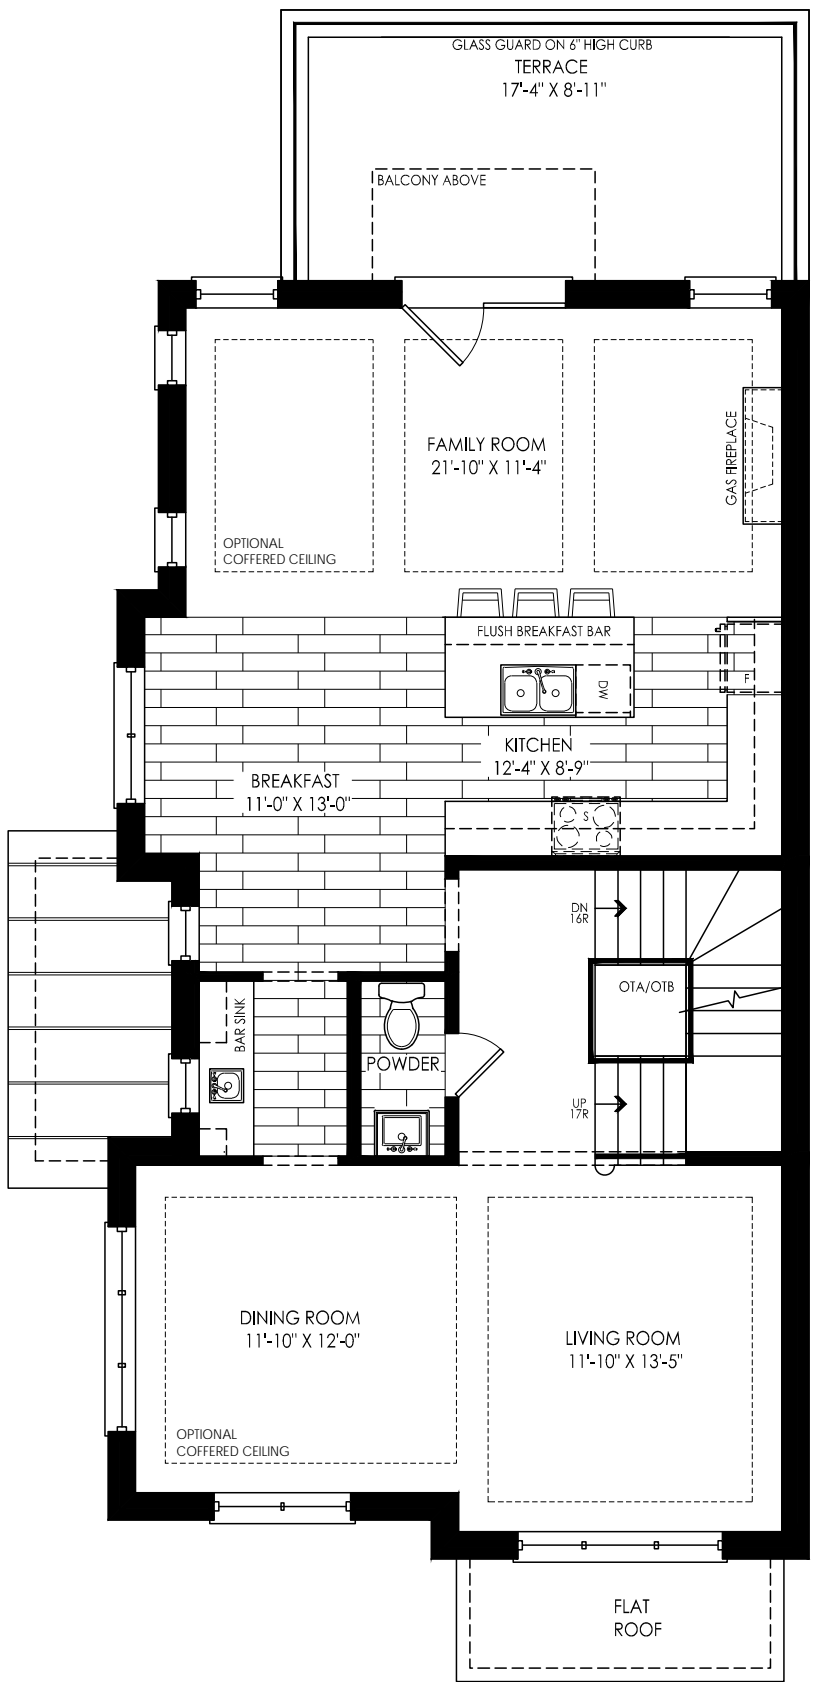 GLASS GUARD ON 6" HIGH CURB
TERRACE
17'-4" X 8'-11"
BALCONY ABOVE
FAMILY ROOM
21'-10" X 11'-4"
GAS FIREPLACE
OPTIONAL
COFFERED CEILING
FLUSH BREAKFAST BAR
DW
F
KITCHEN
12'-4" X 8'-9"
BREAKFAST
11'-0" X 13'-0"
S
DN
16R
OTA/OTB
BAR SINK
POWDER
UP
17R
DINING ROOM
11'-10" X 12'-0"
LIVING ROOM
11'-10" X 13'-5"
OPTIONAL
COFFERED CEILING
FLAT
ROOF